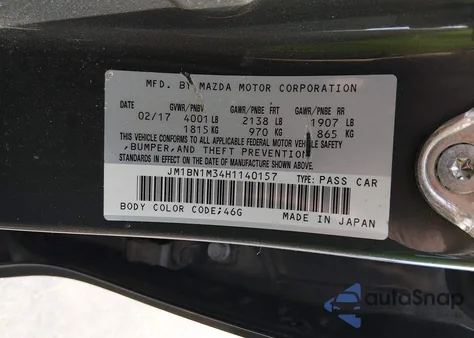 MFD. BY MAZDA MOTOR CORPORATION
02/17 GVWR/PNBV GAWR/PNBE FRT GAWR/PNBE RR
4001 LB 2138 LB 1907 LB
1815 KG 970 KG 865 KG
THIS VEHICLE CONFORMS TO ALL APPLICABLE FEDERAL MOTOR VEHICLE SAFETY
,BUMPER,AND THEFT PREVENTION
STANDARDS IN EFFECT ON THE DATE OF MANUFACTURE SHOWN ABOVE.
JM1BN1M34H1140157 TYPE: PASS CAR
BODY COLOR CODE;46G MADE IN JAPAN
autoSnap